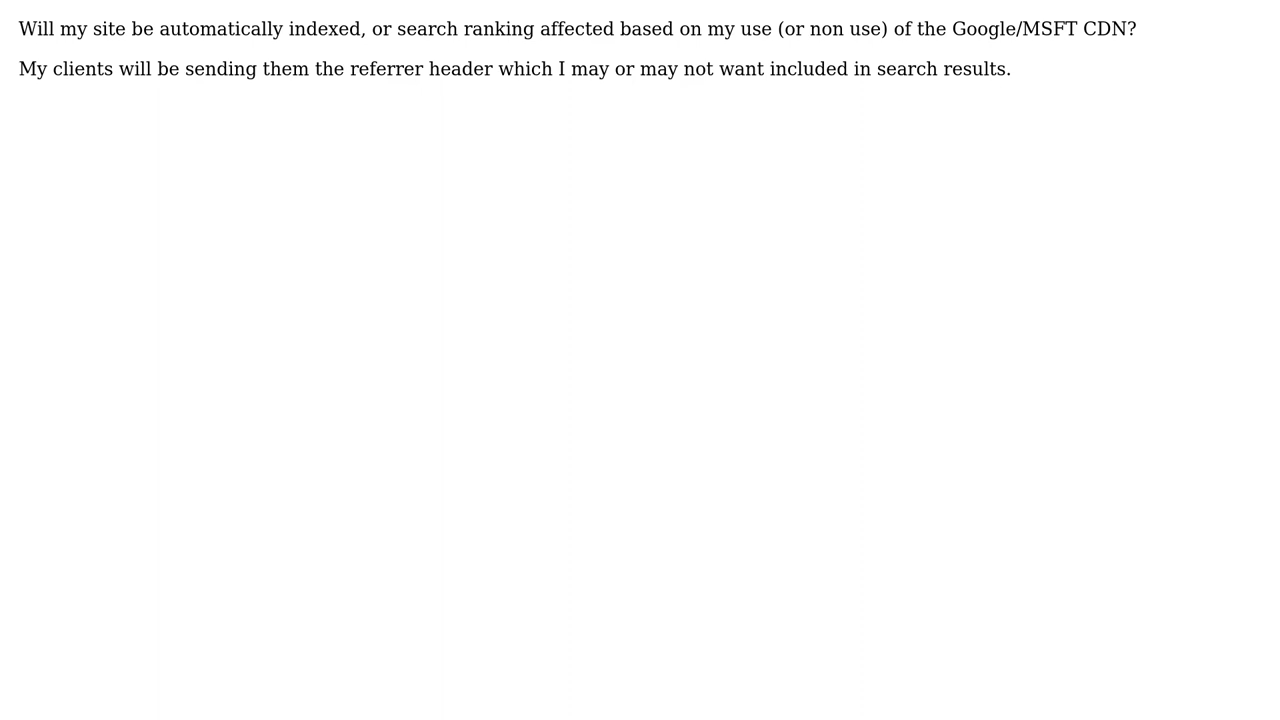 Will my site be automatically indexed, or search ranking affected based on my use (or non use) of the Google/MSFT CDN?
My clients will be sending them the referrer header which I may or may not want included in search results.